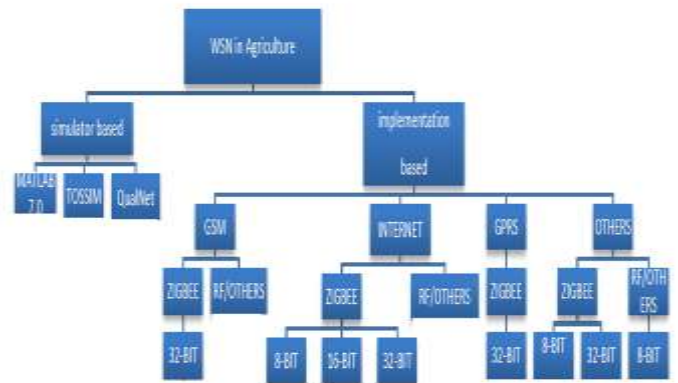 WSN in Agriculture
simulator based
implementation
based
MATLAB
7.0
TOSSIM
QualNet
GSM
INTERNET
GPRS
OTHERS
ZIGBEE
RF/OTHERS
ZIGBEE
RF/OTHERS
ZIGBEE
ZIGBEE
RF/OTH
ERS
32-BIT
8-BIT
16-BIT
32-BIT
32-BIT
8-BIT
32-BIT
8-BIT